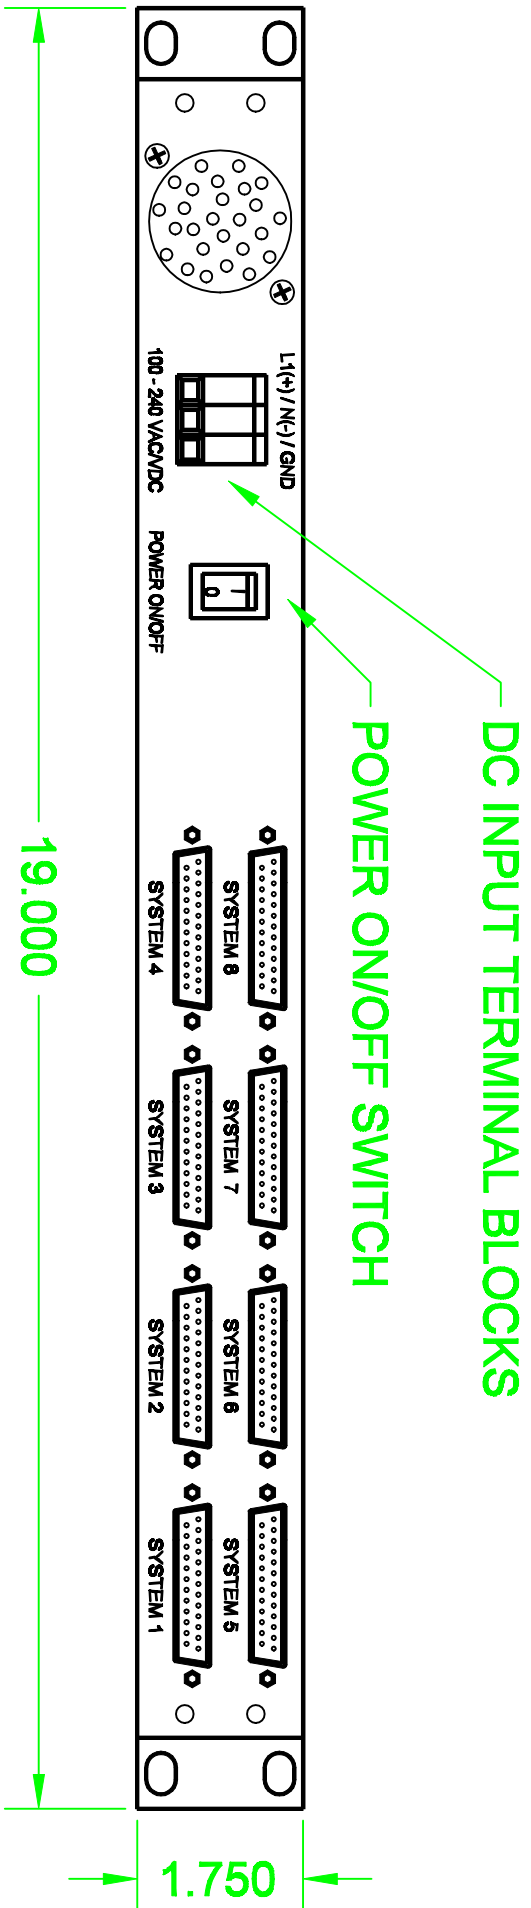 DC INPUT TERMINAL BLOCKS
POWER ON/OFF SWITCH
L1(+) / N(-) / GND
100 - 240 VAC/VDC
POWER ON/OFF
SYSTEM 8
SYSTEM 7
SYSTEM 6
SYSTEM 5
SYSTEM 4
SYSTEM 3
SYSTEM 2
SYSTEM 1
19.000
1.750